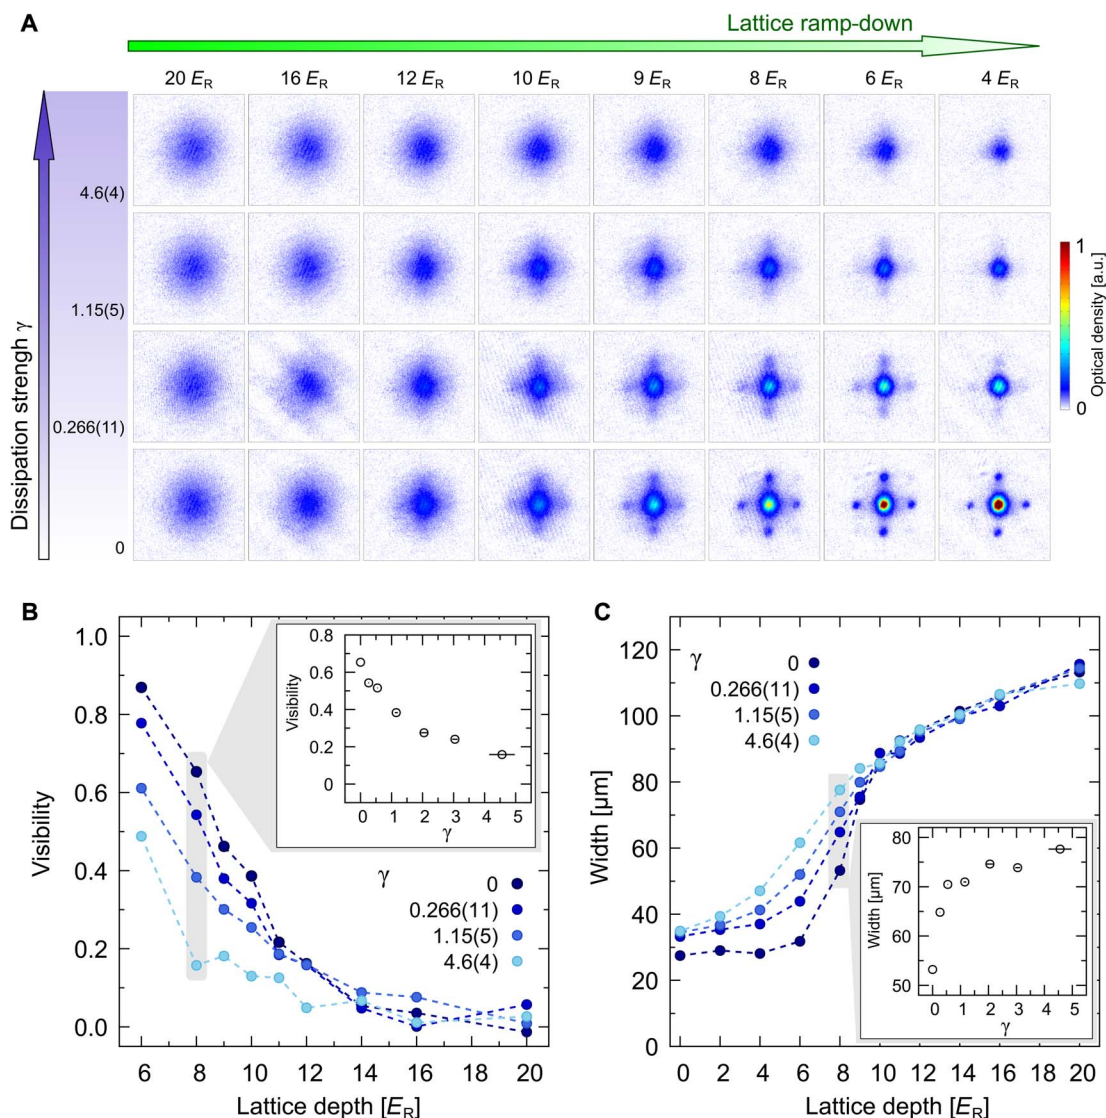 A
Lattice ramp-down
20 E_R 16 E_R 12 E_R 10 E_R 9 E_R 8 E_R 6 E_R 4 E_R
Dissipation strengh γ
4.6(4)
1.15(5)
0.266(11)
0
1
0
Optical density [a.u.]
B
Visibility
1.0
0.8
0.6
0.4
0.2
0.0
6 8 10 12 14 16 18 20
Lattice depth [E_R]
Visibility
0.8
0.6
0.4
0.2
0
0 1 2 3 4 5
γ
γ
0
0.266(11)
1.15(5)
4.6(4)
C
Width [µm]
120
100
80
60
40
20
0
0 2 4 6 8 10 12 14 16 18 20
Lattice depth [E_R]
γ 0
0.266(11)
1.15(5)
4.6(4)
Width [µm]
80
70
60
50
0 1 2 3 4 5
γ